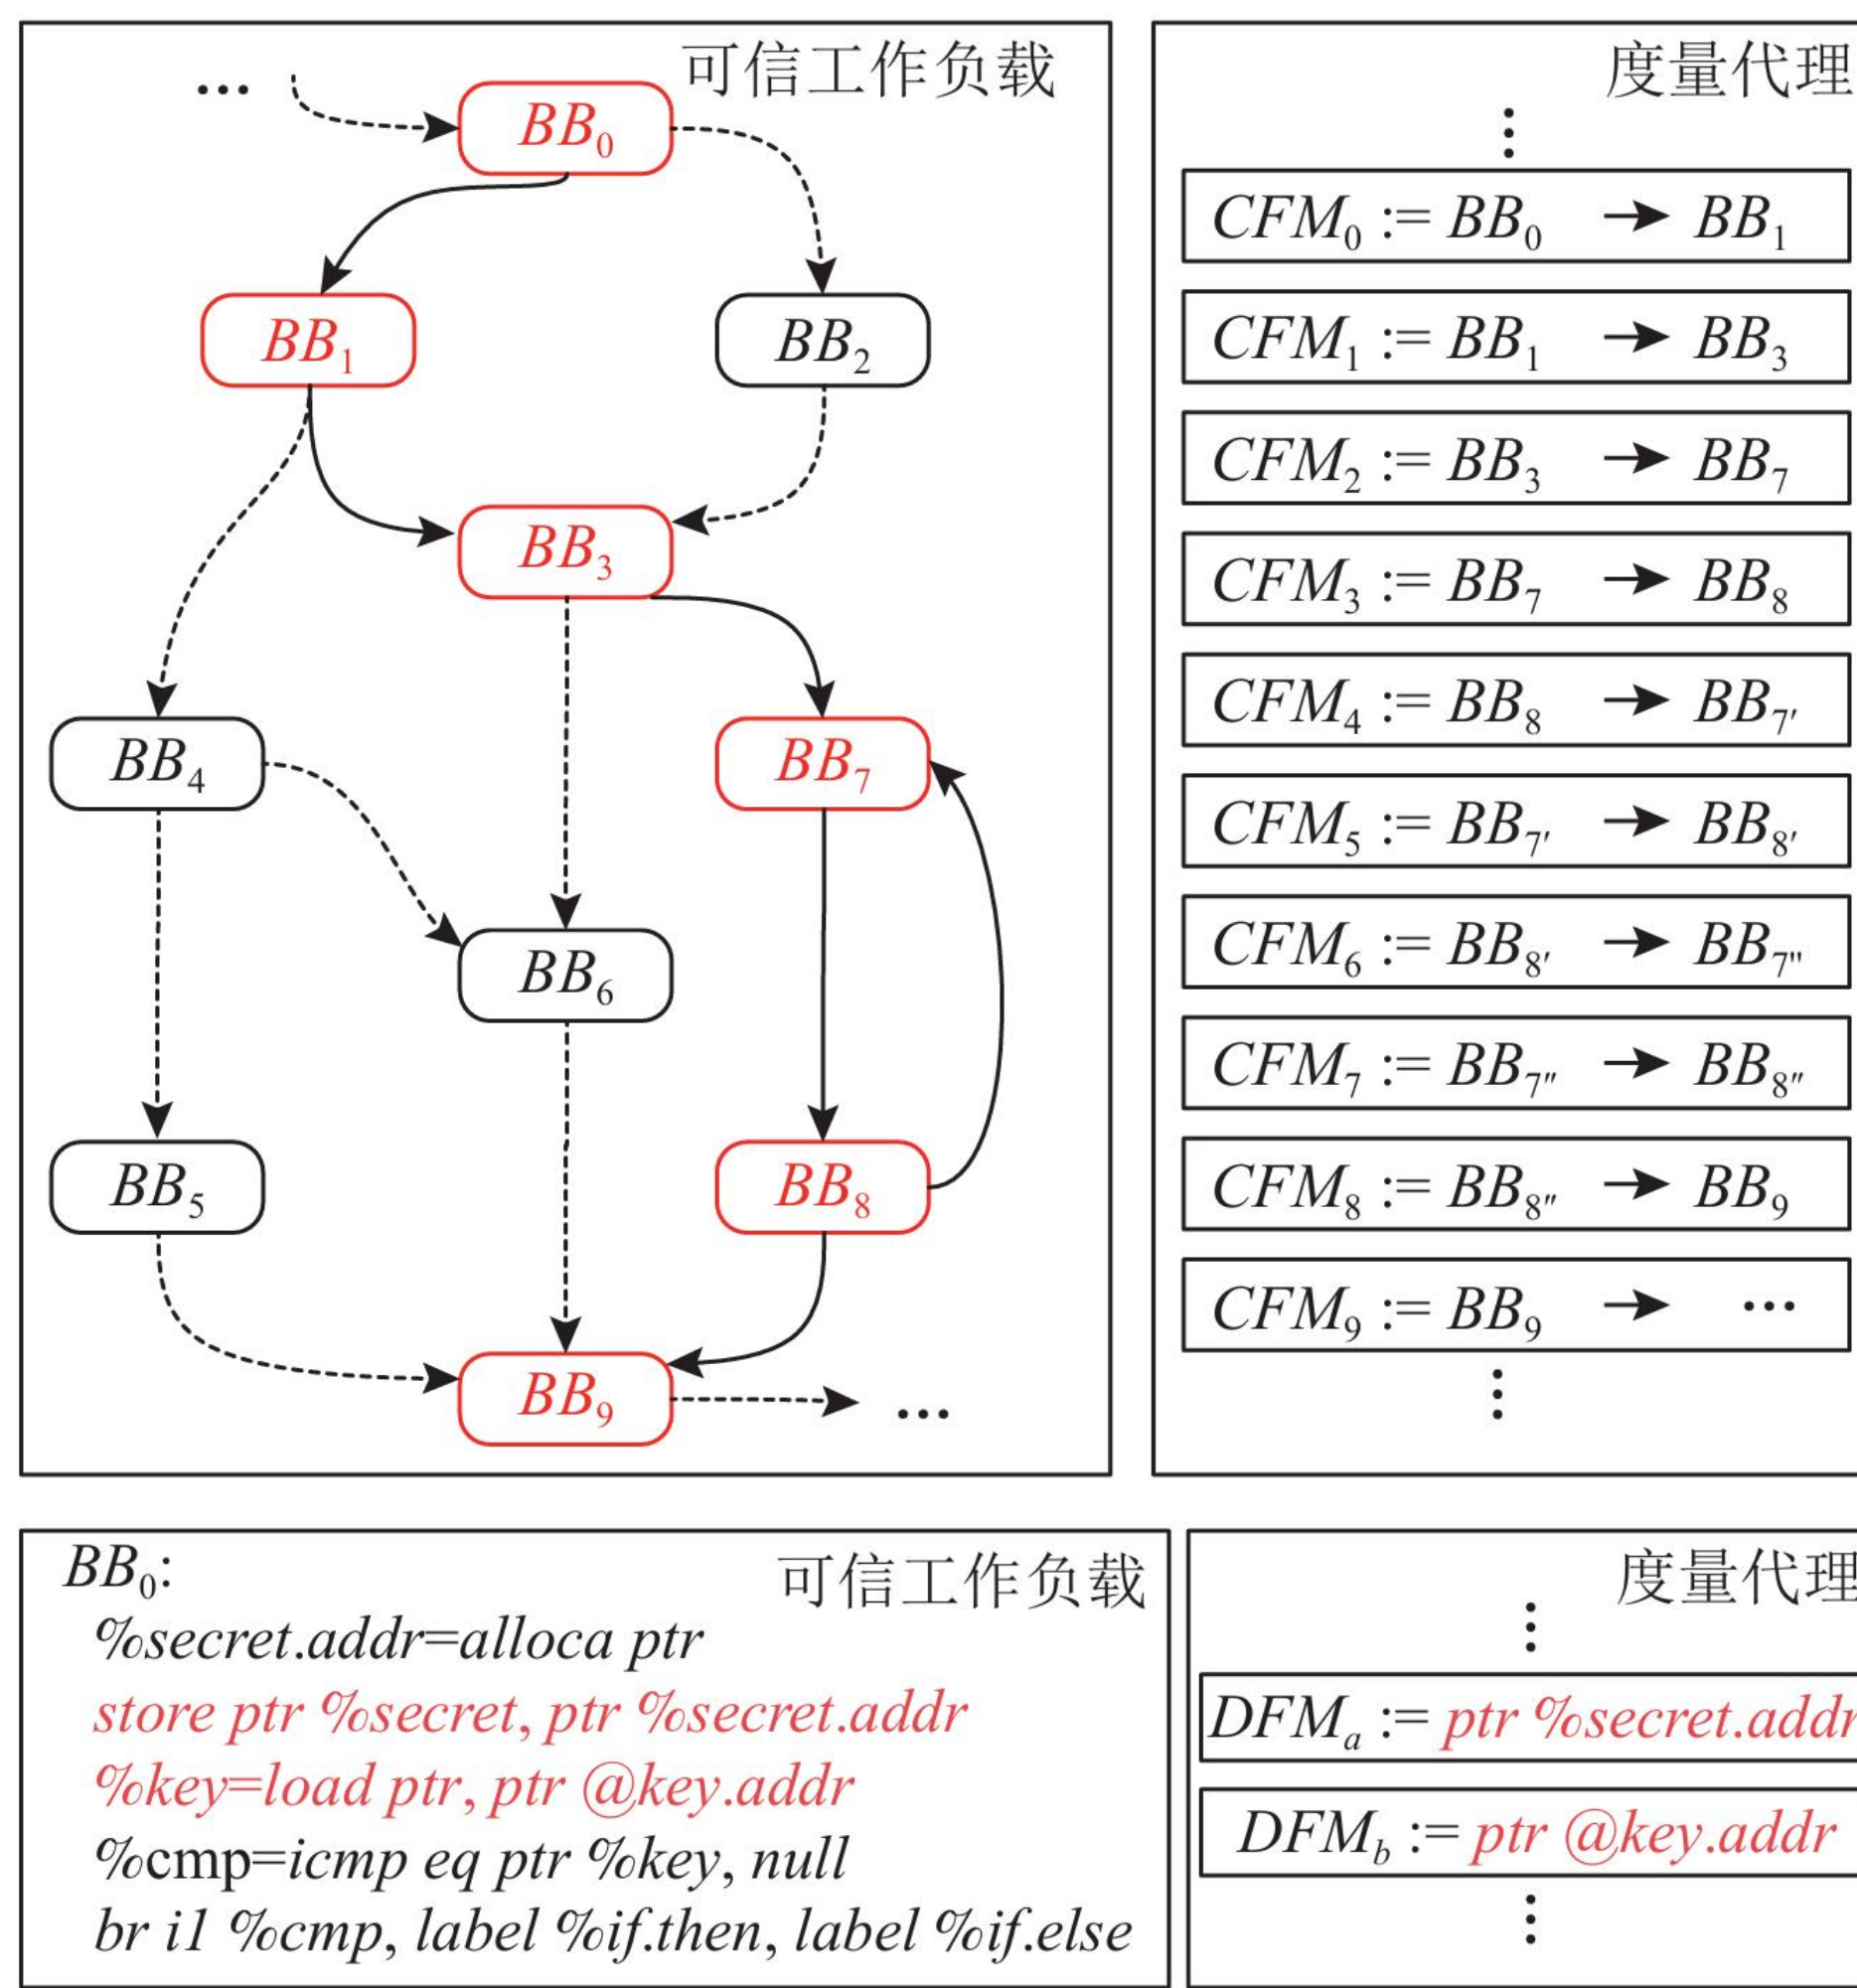 可信工作负载
...
BB₀
BB₁
BB₂
BB₃
BB₄
BB₇
BB₆
BB₅
BB₈
BB₉
...
度量代理
⋮
CFM₀ := BB₀ → BB₁
CFM₁ := BB₁ → BB₃
CFM₂ := BB₃ → BB₇
CFM₃ := BB₇ → BB₈
CFM₄ := BB₈ → BB₇′
CFM₅ := BB₇′ → BB₈′
CFM₆ := BB₈′ → BB₇″
CFM₇ := BB₇″ → BB₈″
CFM₈ := BB₈″ → BB₉
CFM₉ := BB₉ → ...
⋮
BB₀:
可信工作负载
%secret.addr=alloca ptr
store ptr %secret, ptr %secret.addr
%key=load ptr, ptr @key.addr
%cmp=icmp eq ptr %key, null
br i1 %cmp, label %if.then, label %if.else
度量代理
⋮
DFMₐ := ptr %secret.addr
DFM_b := ptr @key.addr
⋮